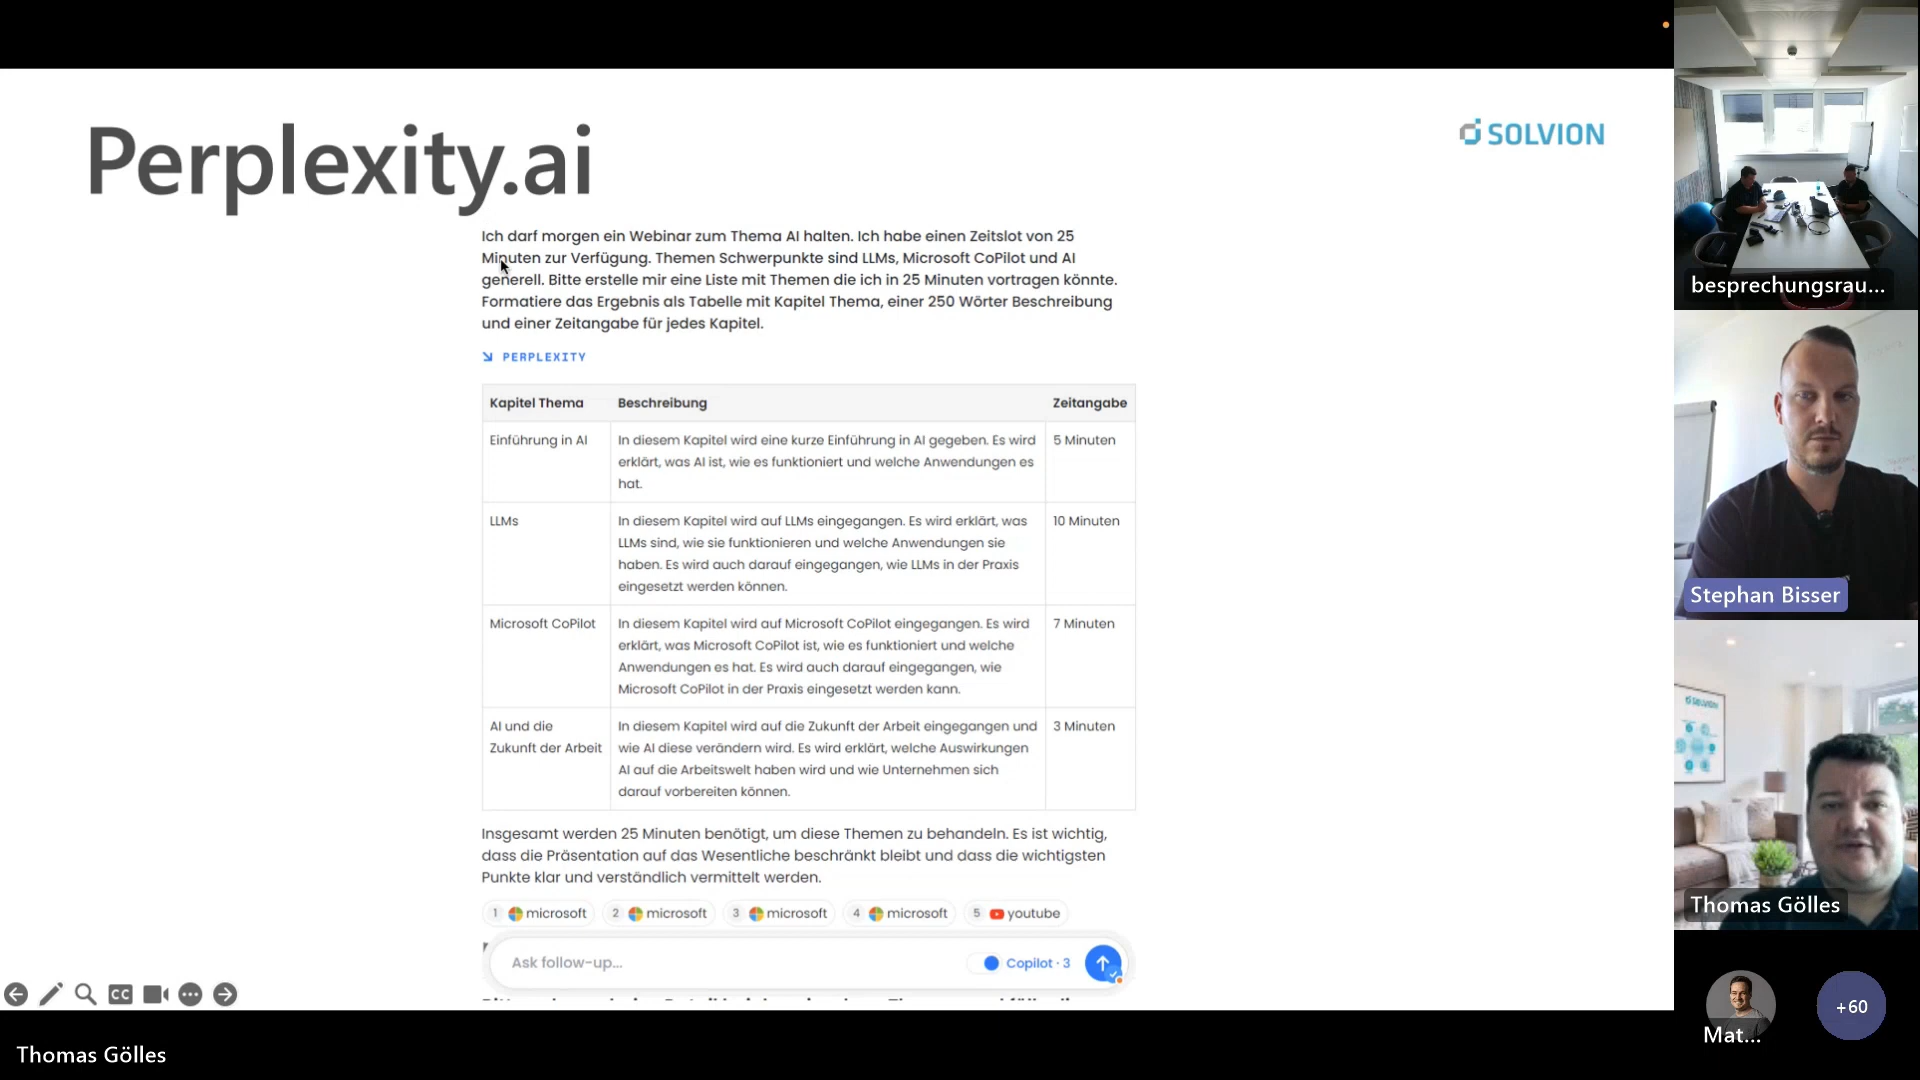 Perplexity.ai
SOLVION
Ich darf morgen ein Webinar zum Thema AI halten. Ich habe einen Zeitslot von 25
Minuten zur Verfügung. Themen Schwerpunkte sind LLMs, Microsoft CoPilot und AI
generell. Bitte erstelle mir eine Liste mit Themen die ich in 25 Minuten vortragen könnte.
Formatiere das Ergebnis als Tabelle mit Kapitel Thema, einer 250 Wörter Beschreibung
und einer Zeitangabe für jedes Kapitel.
PERPLEXITY
Kapitel Thema Beschreibung Zeitangabe
Einführung in AI In diesem Kapitel wird eine kurze Einführung in AI gegeben. Es wird 5 Minuten
erklärt, was AI ist, wie es funktioniert und welche Anwendungen es
hat.
LLMs In diesem Kapitel wird auf LLMs eingegangen. Es wird erklärt, was 10 Minuten
LLMs sind, wie sie funktionieren und welche Anwendungen sie
haben. Es wird auch darauf eingegangen, wie LLMs in der Praxis
eingesetzt werden können.
Microsoft CoPilot In diesem Kapitel wird auf Microsoft CoPilot eingegangen. Es wird 7 Minuten
erklärt, was Microsoft CoPilot ist, wie es funktioniert und welche
Anwendungen es hat. Es wird auch darauf eingegangen, wie
Microsoft CoPilot in der Praxis eingesetzt werden kann.
AI und die In diesem Kapitel wird auf die Zukunft der Arbeit eingegangen und 3 Minuten
Zukunft der Arbeit wie AI diese verändern wird. Es wird erklärt, welche Auswirkungen
AI auf die Arbeitswelt haben wird und wie Unternehmen sich
darauf vorbereiten können.
Insgesamt werden 25 Minuten benötigt, um diese Themen zu behandeln. Es ist wichtig,
dass die Präsentation auf das Wesentliche beschränkt bleibt und dass die wichtigsten
Punkte klar und verständlich vermittelt werden.
1 microsoft 2 microsoft 3 microsoft 4 microsoft 5 youtube
Ask follow-up... Copilot · 3
CC
Thomas Gölles
besprechungsrau...
Stephan Bisser
SOLVION
Thomas Gölles
Mat...
+60